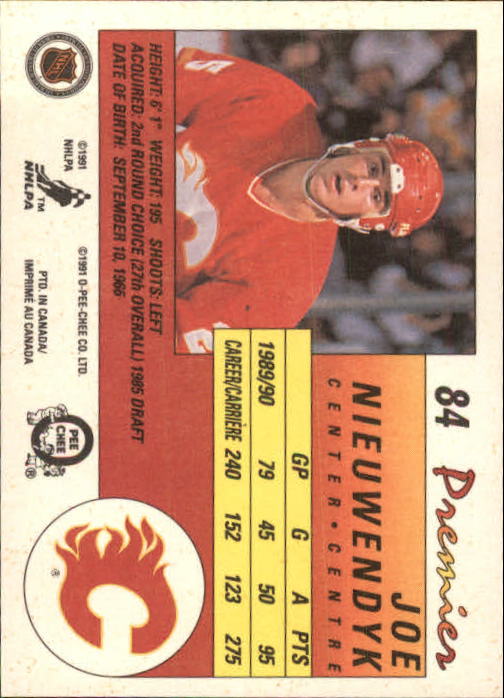 84 Premier
JOE
NIEUWENDYK
CENTER • CENTRE
GP G A PTS
1989/90 79 45 50 95
CAREER/CARRIÈRE 240 152 123 275
HEIGHT: 6' 1" WEIGHT: 195 SHOOTS: LEFT
ACQUIRED: 2nd ROUND CHOICE (27th OVERALL) 1985 DRAFT
DATE OF BIRTH: SEPTEMBER 10, 1966
NHL
©1991
NHLPA
NHLPA™
©1991 O-PEE-CHEE CO. LTD.
PTD. IN CANADA/
IMPRIMÉ AU CANADA
O PEE
CHEE
®
C
®
5
5